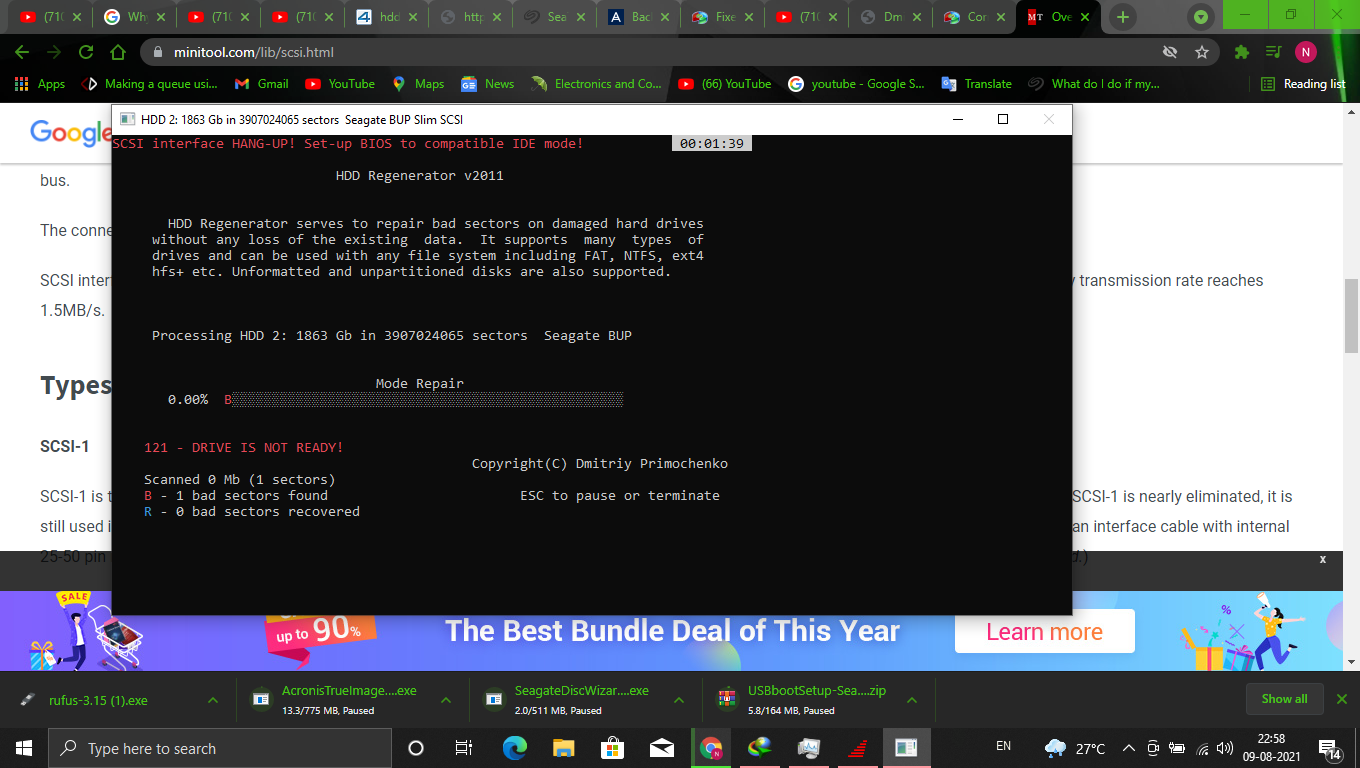 (710
Why
(710
(710
hdd
http
Sea
Bac
Fixe
(710
Dm
Cor
MT Ove
minitool.com/lib/scsi.html
N
Apps
Making a queue usi...
Gmail
YouTube
Maps
News
Electronics and Co...
(66) YouTube
youtube - Google S...
Translate
What do I do if my...
Reading list
HDD 2: 1863 Gb in 3907024065 sectors Seagate BUP Slim SCSI
Google
SCSI interface HANG-UP! Set-up BIOS to compatible IDE mode!
00:01:39
HDD Regenerator v2011
bus.
HDD Regenerator serves to repair bad sectors on damaged hard drives
The conne
without any loss of the existing data. It supports many types of
drives and can be used with any file system including FAT, NTFS, ext4
hfs+ etc. Unformatted and unpartitioned disks are also supported.
SCSI inter
transmission rate reaches
1.5MB/s.
Processing HDD 2: 1863 Gb in 3907024065 sectors Seagate BUP
Types
Mode Repair
0.00% B
SCSI-1
121 - DRIVE IS NOT READY!
Copyright(C) Dmitriy Primochenko
Scanned 0 Mb (1 sectors)
B - 1 bad sectors found
ESC to pause or terminate
R - 0 bad sectors recovered
SCSI-1 is t
SCSI-1 is nearly eliminated, it is
still used i
an interface cable with internal
25-50 pin
d.)
x
SALE
up to 90%
The Best Bundle Deal of This Year
Learn more
rufus-3.15 (1).exe
AcronisTrueImage....exe
13.3/775 MB, Paused
SeagateDiscWizar....exe
2.0/511 MB, Paused
USBbootSetup-Sea....zip
5.8/164 MB, Paused
Show all
Type here to search
EN
27°C
22:58
09-08-2021
14